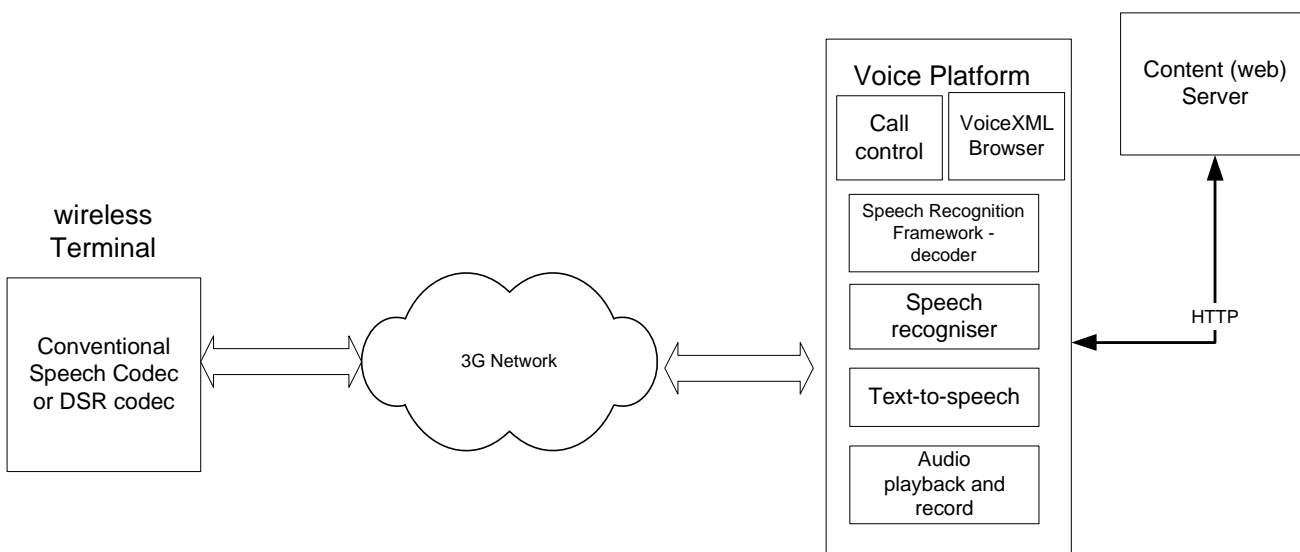 wireless
Terminal
Conventional
Speech Codec
or DSR codec
3G Network
Voice Platform
Call
control
VoiceXML
Browser
Speech Recognition
Framework -
decoder
Speech
recogniser
Text-to-speech
Audio
playback and
record
Content (web)
Server
HTTP